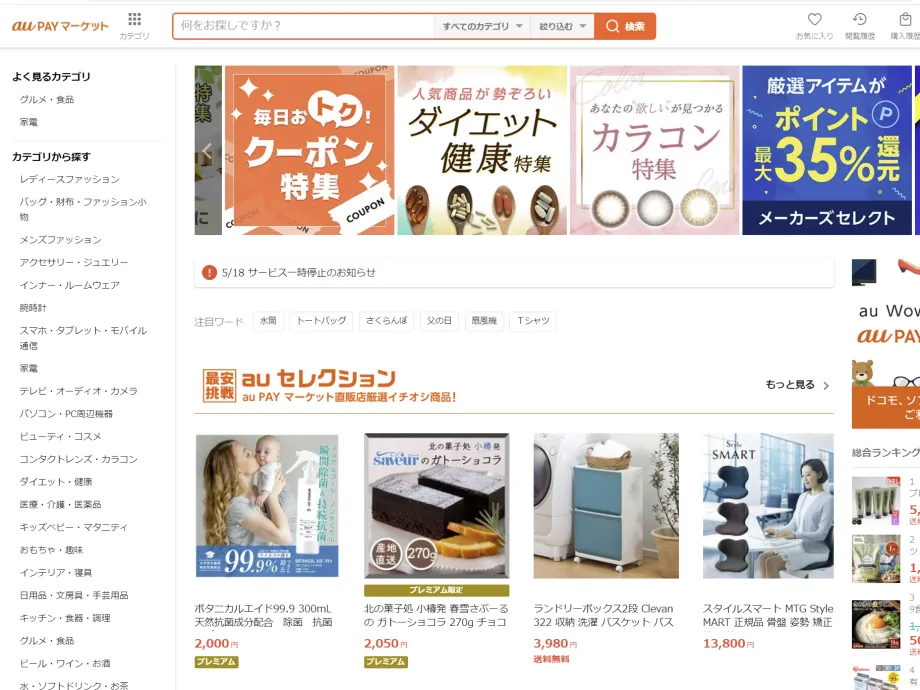 au PAY マーケット
カテゴリ
何をお探しですか？
すべてのカテゴリ
絞り込む
検索
お気に入り
閲覧履歴
購入履歴
よく見るカテゴリ
グルメ・食品
家電
カテゴリから探す
レディースファッション
バッグ・財布・ファッション小
物
メンズファッション
アクセサリー・ジュエリー
インナー・ルームウェア
腕時計
スマホ・タブレット・モバイル
通信
家電
テレビ・オーディオ・カメラ
パソコン・PC周辺機器
ビューティ・コスメ
コンタクトレンズ・カラコン
ダイエット・健康
医療・介護・医薬品
キッズベビー・マタニティ
おもちゃ・趣味
インテリア・寝具
日用品・文房具・手芸用品
キッチン・食器・調理
グルメ・食品
ビール・ワイン・お酒
水・ソフトドリンク・お茶
特集
に
COUPON
毎日おトク!
クーポン
特集
COUPON
COUPON
COUPON
人気商品が勢ぞろい
ダイエット
健康特集
Color
あなたの欲しいが見つかる
カラコン
特集
厳選アイテムが
ポイント P
最大35%還元
メーカーズセレクト
5/18 サービス一時停止のお知らせ
注目ワード
水筒
トートバッグ
さくらんぼ
父の日
扇風機
Tシャツ
最安
挑戦
au セレクション
au PAY マーケット直販店厳選イチオシ商品!
もっと見る
瞬間除菌&持続抗菌
99.9%
北の菓子処 小樽発
saveurのガトーショコラ
産地
直送
270g
Style
SMART
プレミアム限定
ボタニカルエイド99.9 300mL
天然抗菌成分配合 除菌 抗菌
2,000円
プレミアム
北の菓子処 小樽発 春雪さぶーる
の ガトーショコラ 270g チョコ
2,050円
プレミアム
ランドリーボックス2段 Clevan
322 収納 洗濯 バスケット バス
3,980円
送料無料
スタイルスマート MTG Style
MART 正規品 骨盤 姿勢 矯正
13,800円
au Wow
au PAY
ドコモ、ソフ
ご利
総合ランキング
1
2
3
4